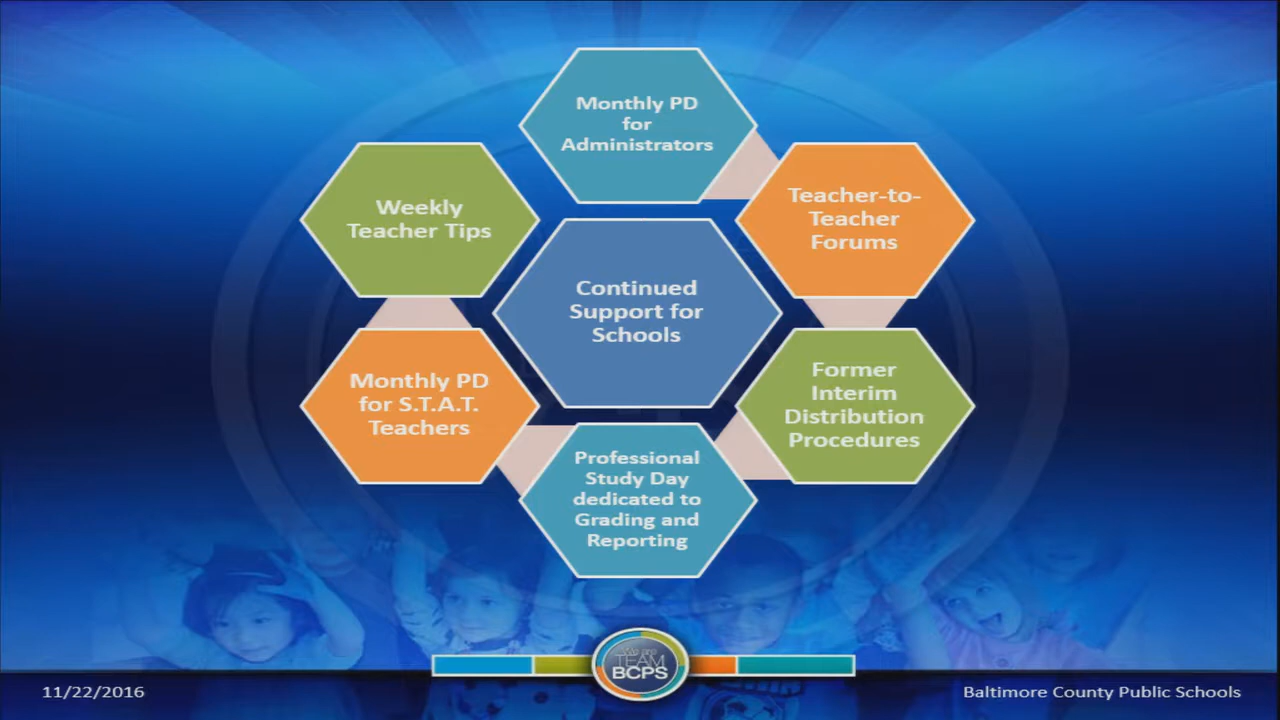 Monthly PD
for
Administrators
Weekly
Teacher Tips
Teacher-to-
Teacher
Forums
Continued
Support for
Schools
Monthly PD
for S.T.A.T.
Teachers
Former
Interim
Distribution
Procedures
Professional
Study Day
dedicated to
Grading and
Reporting
TEAM
BCPS
11/22/2016
Baltimore County Public Schools